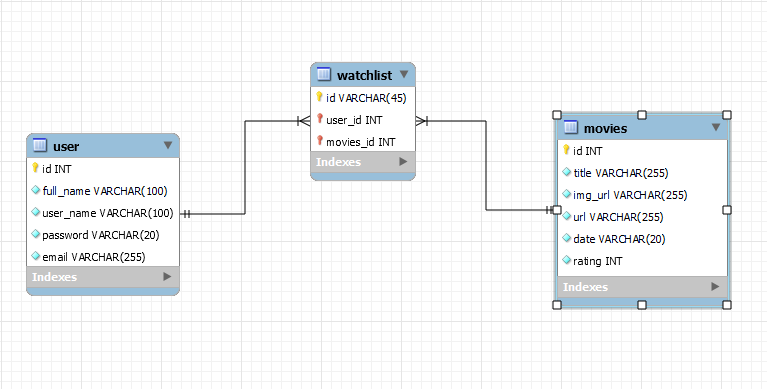 watchlist
id VARCHAR(45)
user_id INT
movies_id INT
Indexes
user
id INT
full_name VARCHAR(100)
user_name VARCHAR(100)
password VARCHAR(20)
email VARCHAR(255)
Indexes
movies
id INT
title VARCHAR(255)
img_url VARCHAR(255)
url VARCHAR(255)
date VARCHAR(20)
rating INT
Indexes